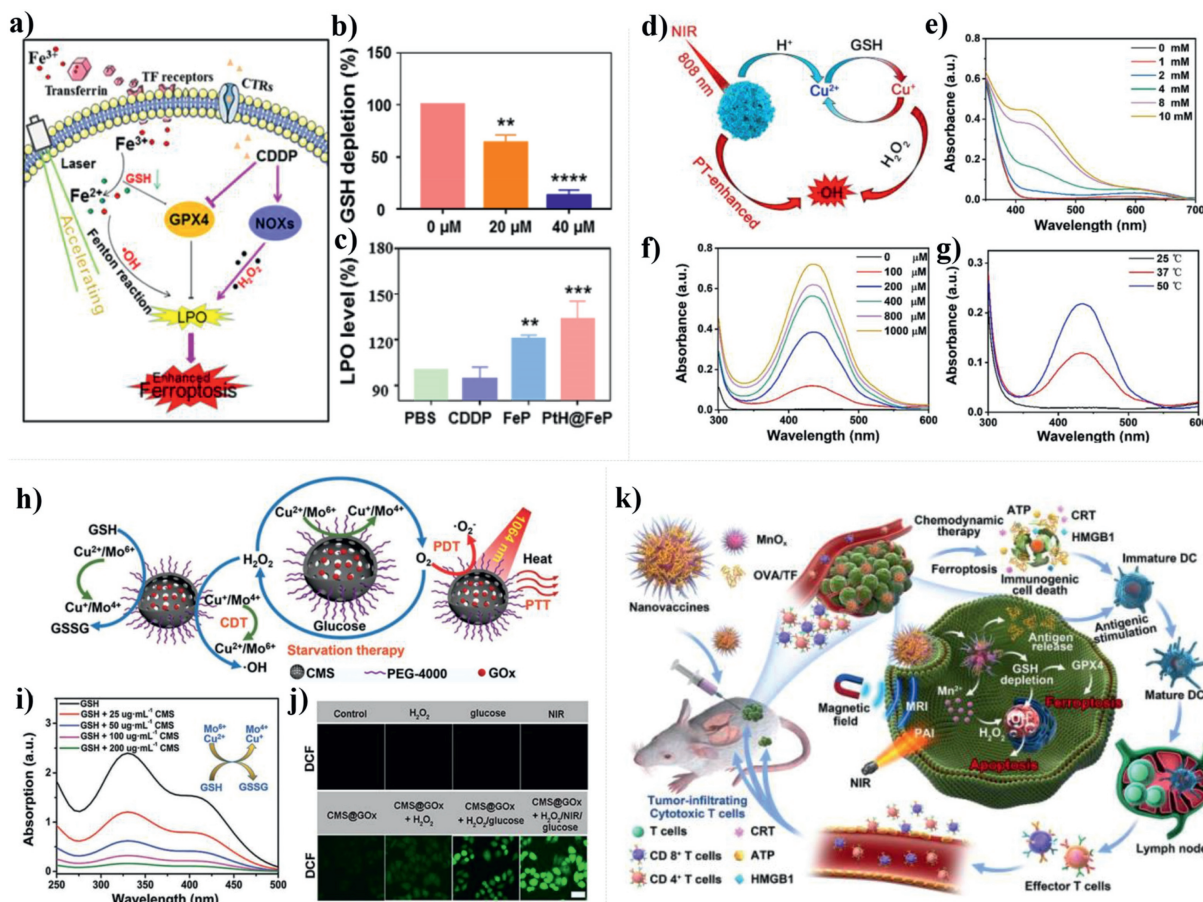 a)
Fe³⁺
Transferrin
TF receptors
CTRs
Fe³⁺
CDDP
Laser
Fe²⁺
GSH
GPX4
NOXs
Accelerating
Fenton reaction
•OH
H₂O₂
LPO
Enhanced
Ferroptosis
b)
GSH depletion (%)
150
100
50
0
**
****
0 μM
20 μM
40 μM
c)
LPO level (%)
180
150
120
90
**
***
PBS
CDDP
FeP
PtH@FeP
d)
NIR
808 nm
H⁺
GSH
Cu²⁺
Cu⁺
H₂O₂
PT-enhanced
·OH
e)
Absorbacne (a.u.)
0.8
0.6
0.4
0.2
0.0
0 mM
1 mM
2 mM
4 mM
8 mM
10 mM
400
500
600
700
Wavelength (nm)
f)
Absorbance (a.u.)
0.8
0.6
0.4
0.2
0.0
0 μM
100 μM
200 μM
400 μM
800 μM
1000 μM
300
400
500
600
Wavelength (nm)
g)
Absorbance (a.u.)
0.3
0.2
0.1
0.0
25 ℃
37 ℃
50 ℃
300
400
500
600
Wavelength (nm)
h)
GSH
Cu²⁺/Mo⁶⁺
Cu⁺/Mo⁴⁺
GSSG
H₂O₂
Cu⁺/Mo⁴⁺
CDT
Cu²⁺/Mo⁶⁺
·OH
Cu²⁺/Mo⁶⁺
Cu⁺/Mo⁴⁺
Glucose
Starvation therapy
O₂
PDT
·O₂⁻
1064 nm
Heat
PTT
CMS
PEG-4000
GOx
i)
Absorption (a.u.)
3
2
1
0
GSH
GSH + 25 ug·mL⁻¹ CMS
GSH + 50 ug·mL⁻¹ CMS
GSH + 100 ug·mL⁻¹ CMS
GSH + 200 ug·mL⁻¹ CMS
Mo⁶⁺
Cu²⁺
Mo⁴⁺
Cu⁺
GSH
GSSG
250
300
350
400
450
500
Wavelength (nm)
j)
Control
H₂O₂
glucose
NIR
DCF
CMS@GOx
CMS@GOx
+ H₂O₂
CMS@GOx
+ H₂O₂/glucose
CMS@GOx
+ H₂O₂/NIR/
glucose
DCF
k)
Nanovaccines
MnOₓ
OVA/TF
Chemodynamic
therapy
Ferroptosis
ATP
CRT
HMGB1
Immunogenic
cell death
Immature DC
Antigenic
stimulation
Mature DC
Antigen
release
GSH
depletion
GPX4
Ferroptosis
Mn²⁺
H₂O₂
Apoptosis
Magnetic
field
MRI
PAI
NIR
Tumor-infiltrating
Cytotoxic T cells
T cells
CRT
CD 8⁺ T cells
ATP
CD 4⁺ T cells
HMGB1
Effector T cells
Lymph node